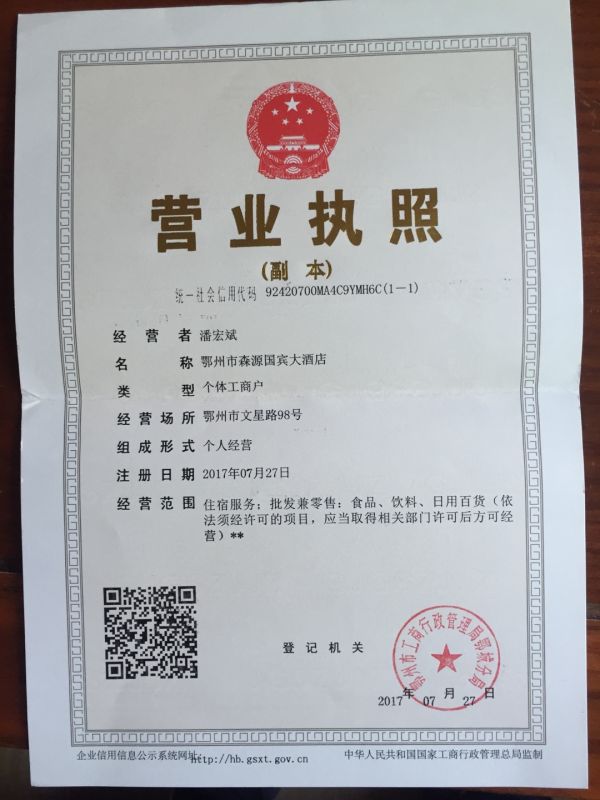 营业执照
(副 本)
统一社会信用代码 92420700MA4C9YMH6C(1-1)
经营者 潘宏斌
名称 鄂州市森源国宾大酒店
类型 个体工商户
经营场所 鄂州市文星路98号
组成形式 个人经营
注册日期 2017年07月27日
经营范围 住宿服务；批发兼零售：食品、饮料、日用百货（依
法须经许可的项目，应当取得相关部门许可后方可经
营）**
鄂州市工商行政管理局鄂城分局
登记机关
2017年 07 月 27 日
企业信用信息公示系统网址: http://hb.gsxt.gov.cn
中华人民共和国国家工商行政管理总局监制